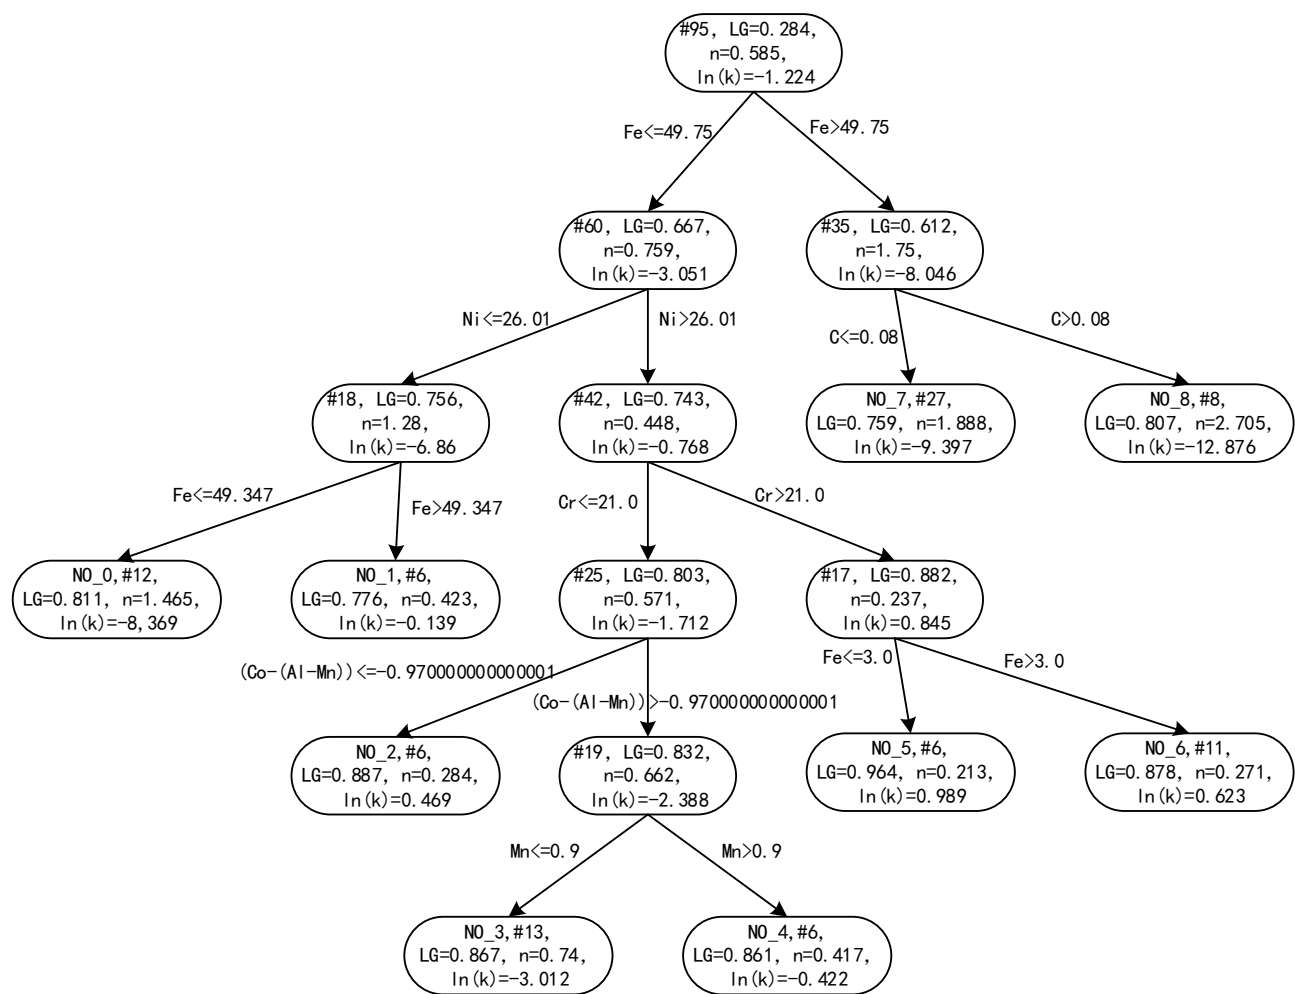 #95, LG=0.284,
n=0.585,
ln(k)=-1.224
Fe<=49.75
Fe>49.75
#60, LG=0.667,
n=0.759,
ln(k)=-3.051
#35, LG=0.612,
n=1.75,
ln(k)=-8.046
Ni<=26.01
Ni>26.01
C<=0.08
C>0.08
#18, LG=0.756,
n=1.28,
ln(k)=-6.86
#42, LG=0.743,
n=0.448,
ln(k)=-0.768
NO_7,#27,
LG=0.759, n=1.888,
ln(k)=-9.397
NO_8,#8,
LG=0.807, n=2.705,
ln(k)=-12.876
Fe<=49.347
Fe>49.347
Cr<=21.0
Cr>21.0
NO_0,#12,
LG=0.811, n=1.465,
ln(k)=-8,369
NO_1,#6,
LG=0.776, n=0.423,
ln(k)=-0.139
#25, LG=0.803,
n=0.571,
ln(k)=-1.712
#17, LG=0.882,
n=0.237,
ln(k)=0.845
(Co-(Al-Mn))<=-0.970000000000001
(Co-(Al-Mn))>-0.970000000000001
Fe<=3.0
Fe>3.0
NO_2,#6,
LG=0.887, n=0.284,
ln(k)=0.469
#19, LG=0.832,
n=0.662,
ln(k)=-2.388
NO_5,#6,
LG=0.964, n=0.213,
ln(k)=0.989
NO_6,#11,
LG=0.878, n=0.271,
ln(k)=0.623
Mn<=0.9
Mn>0.9
NO_3,#13,
LG=0.867, n=0.74,
ln(k)=-3.012
NO_4,#6,
LG=0.861, n=0.417,
ln(k)=-0.422